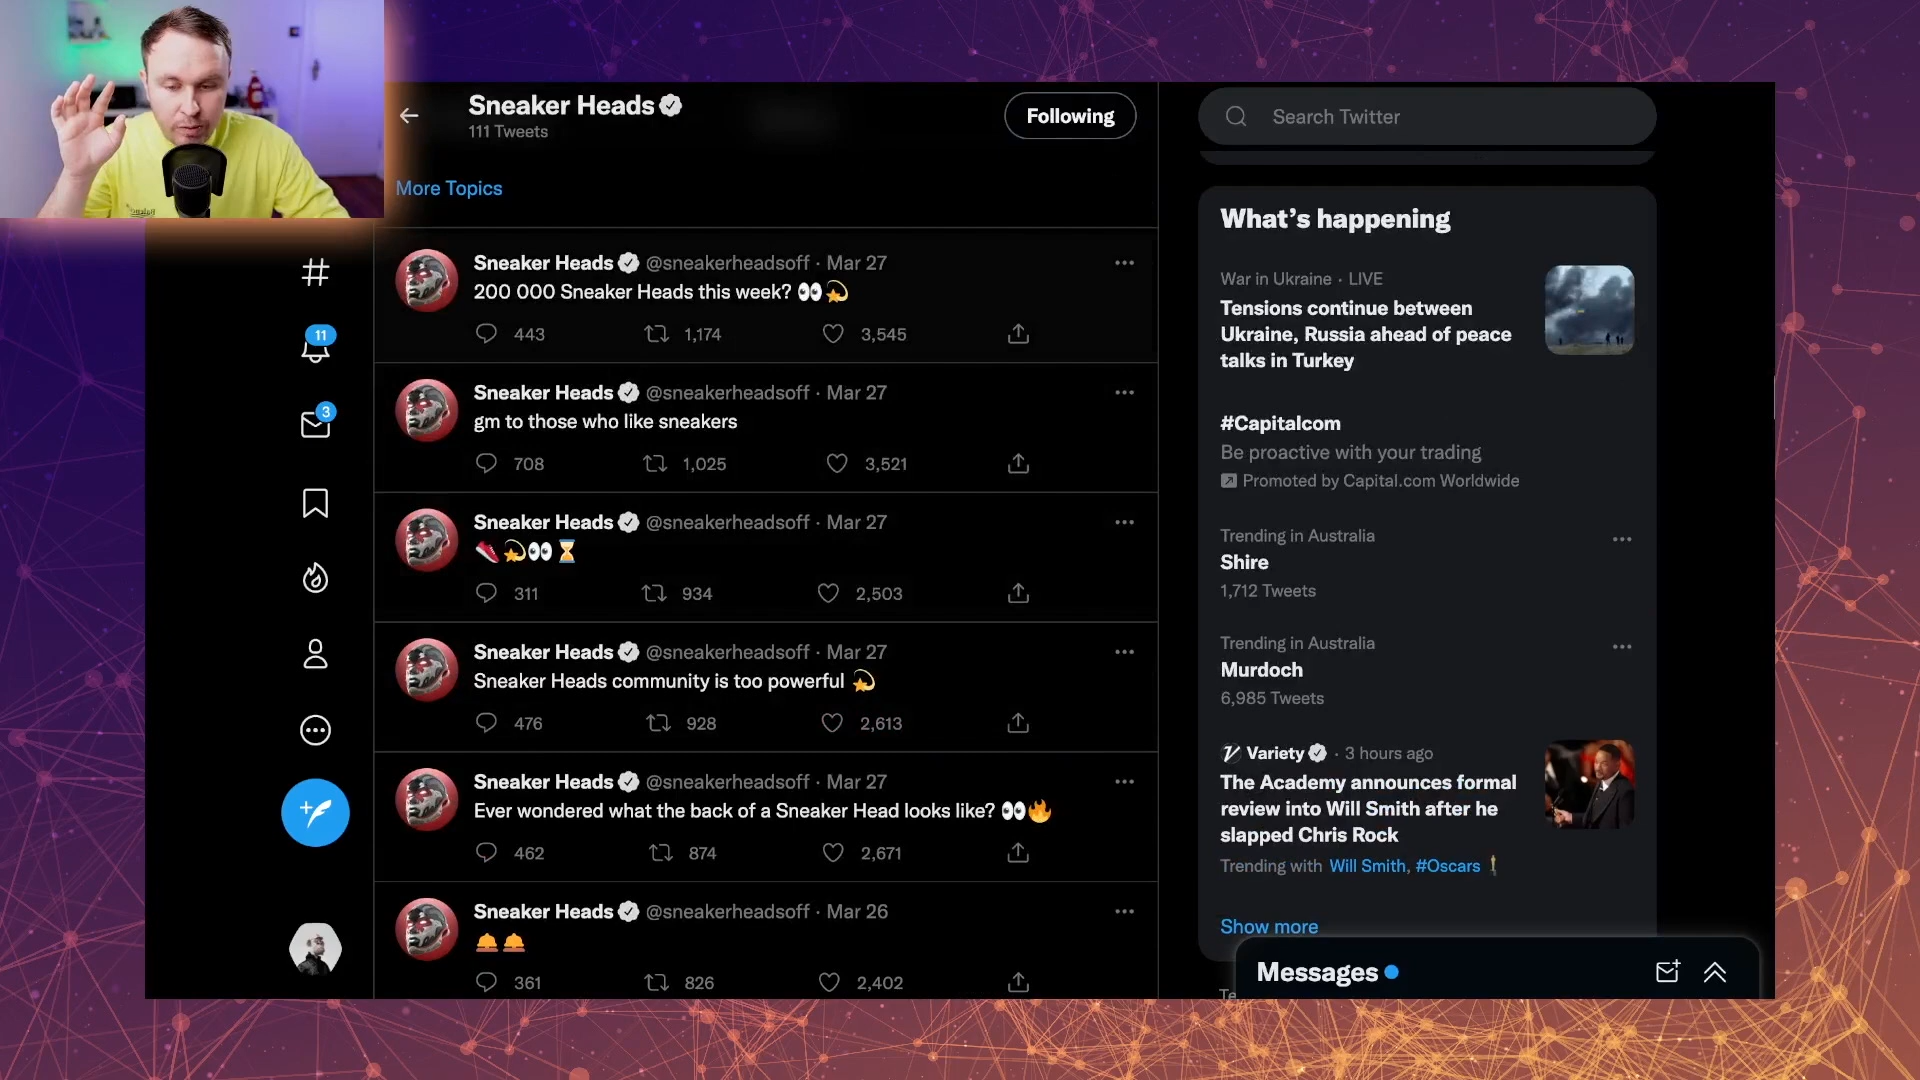 Sneaker Heads
111 Tweets
Following
Search Twitter
More Topics
What's happening
War in Ukraine · LIVE
Tensions continue between
Ukraine, Russia ahead of peace
talks in Turkey
#Capitalcom
Be proactive with your trading
Promoted by Capital.com Worldwide
Trending in Australia
Shire
1,712 Tweets
Trending in Australia
Murdoch
6,985 Tweets
Variety · 3 hours ago
The Academy announces formal
review into Will Smith after he
slapped Chris Rock
Trending with Will Smith, #Oscars
Show more
Messages
11
3
Sneaker Heads @sneakerheadsoff · Mar 27
200 000 Sneaker Heads this week? 👀💫
443 1,174 3,545
Sneaker Heads @sneakerheadsoff · Mar 27
gm to those who like sneakers
708 1,025 3,521
Sneaker Heads @sneakerheadsoff · Mar 27
👟💫👀⏳
311 934 2,503
Sneaker Heads @sneakerheadsoff · Mar 27
Sneaker Heads community is too powerful 💫
476 928 2,613
Sneaker Heads @sneakerheadsoff · Mar 27
Ever wondered what the back of a Sneaker Head looks like? 👀🔥
462 874 2,671
Sneaker Heads @sneakerheadsoff · Mar 26
🛎🛎
361 826 2,402